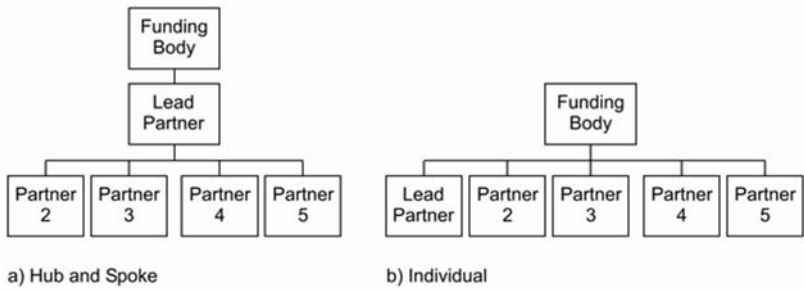 Funding
Body
Lead
Partner
Partner
2
Partner
3
Partner
4
Partner
5
a) Hub and Spoke
Funding
Body
Lead
Partner
Partner
2
Partner
3
Partner
4
Partner
5
b) Individual